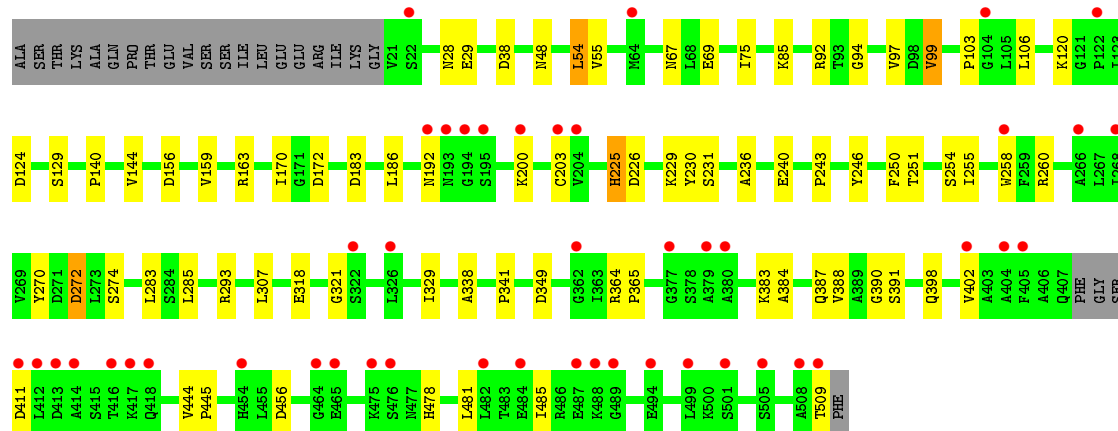 ALA SER THR LYS ALA GLN PRO THR GLU VAL SER SER ILE LEU GLU GLU ARG ILE LYS GLY V21 S22 N28 E29 D38 N48 L54 V55 M64 N67 L68 E69 I75 K85 R92 T93 G94 V97 D98 V99 P103 G104 L105 L106 K120 G121 P122 I123
D124 S129 P140 V144 D156 V159 R163 I170 G171 D172 D183 L186 N192 N193 G194 S195 K200 C203 V204 H225 D226 K229 Y230 S231 A236 E240 P243 Y246 F250 T251 S254 I255 W258 F259 R260 A266 L267 I268
V269 Y270 D271 D272 L273 S274 L283 S284 L285 R293 L307 E318 G321 S322 L326 I329 A338 P341 D349 G362 I363 R364 P365 G377 S378 A379 A380 K383 A384 Q387 V388 A389 G390 S391 Q398 V402 A403 A404 F405 A406 Q407 PHE GLY SER
D411 L412 D413 A414 S415 T416 K417 Q418 V444 P445 H454 L455 D456 G464 E465 K475 S476 N477 H478 L481 L482 T483 E484 I485 R486 E487 K488 G489 E494 L499 K500 S501 S505 A508 T509 PHE